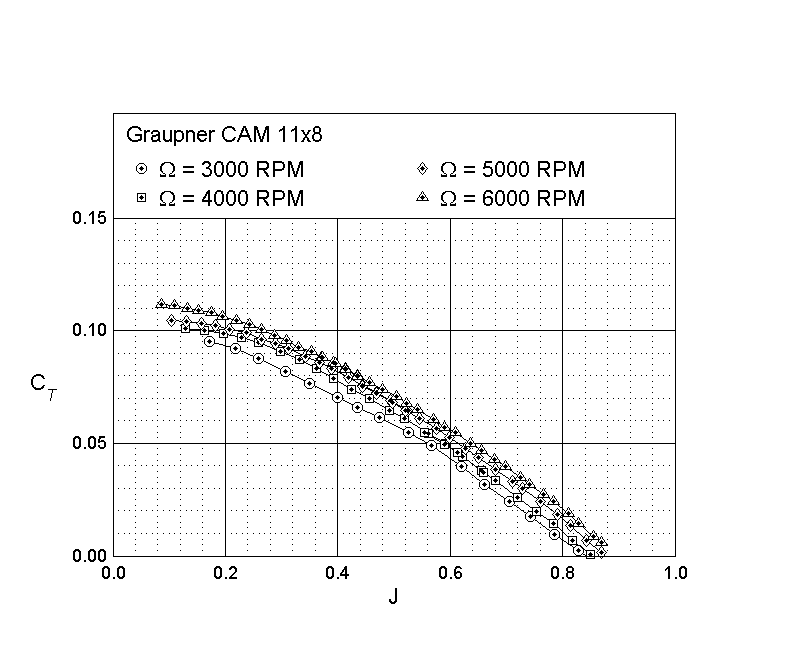 Graupner CAM 11x8
Ω = 3000 RPM
Ω = 5000 RPM
Ω = 4000 RPM
Ω = 6000 RPM
0.15
0.10
C_T
0.05
0.00
0.0 0.2 0.4 0.6 0.8 1.0
J